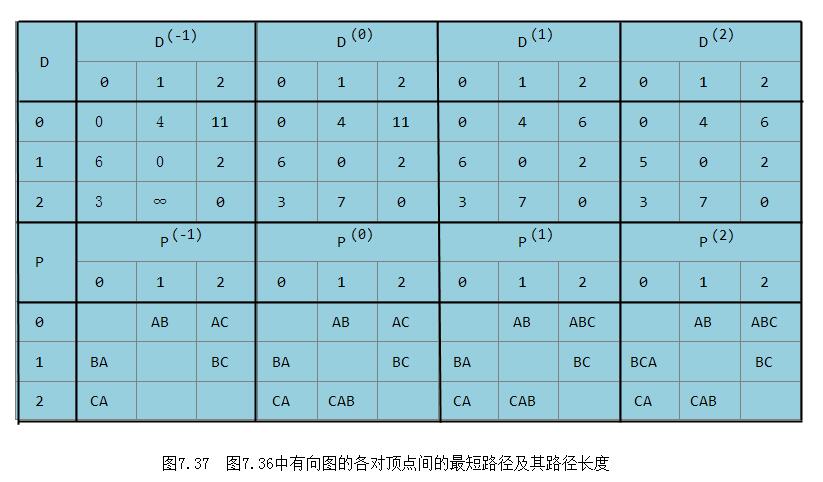 D D(-1) D(0) D(1) D(2)
0 1 2 0 1 2 0 1 2 0 1 2
0 0 4 11 0 4 11 0 4 6 0 4 6
1 6 0 2 6 0 2 6 0 2 5 0 2
2 3 ∞ 0 3 7 0 3 7 0 3 7 0
P P(-1) P(0) P(1) P(2)
0 1 2 0 1 2 0 1 2 0 1 2
0 AB AC AB AC AB ABC AB ABC
1 BA BC BA BC BA BC BCA BC
2 CA CA CAB CA CAB CA CAB
图7.37 图7.36中有向图的各对顶点间的最短路径及其路径长度